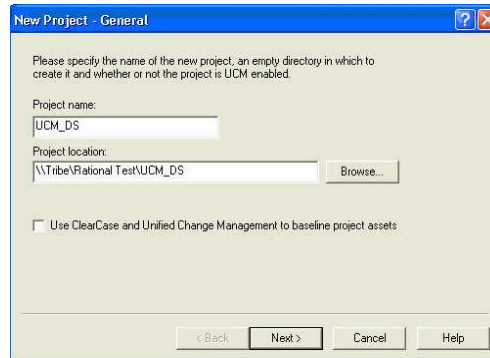 New Project - General
Please specify the name of the new project, an empty directory in which to
create it and whether or not the project is UCM enabled.
Project name:
UCM_DS
Project location:
\\Tribe\Rational Test\UCM_DS
Browse...
Use ClearCase and Unified Change Management to baseline project assets
< Back
Next >
Cancel
Help